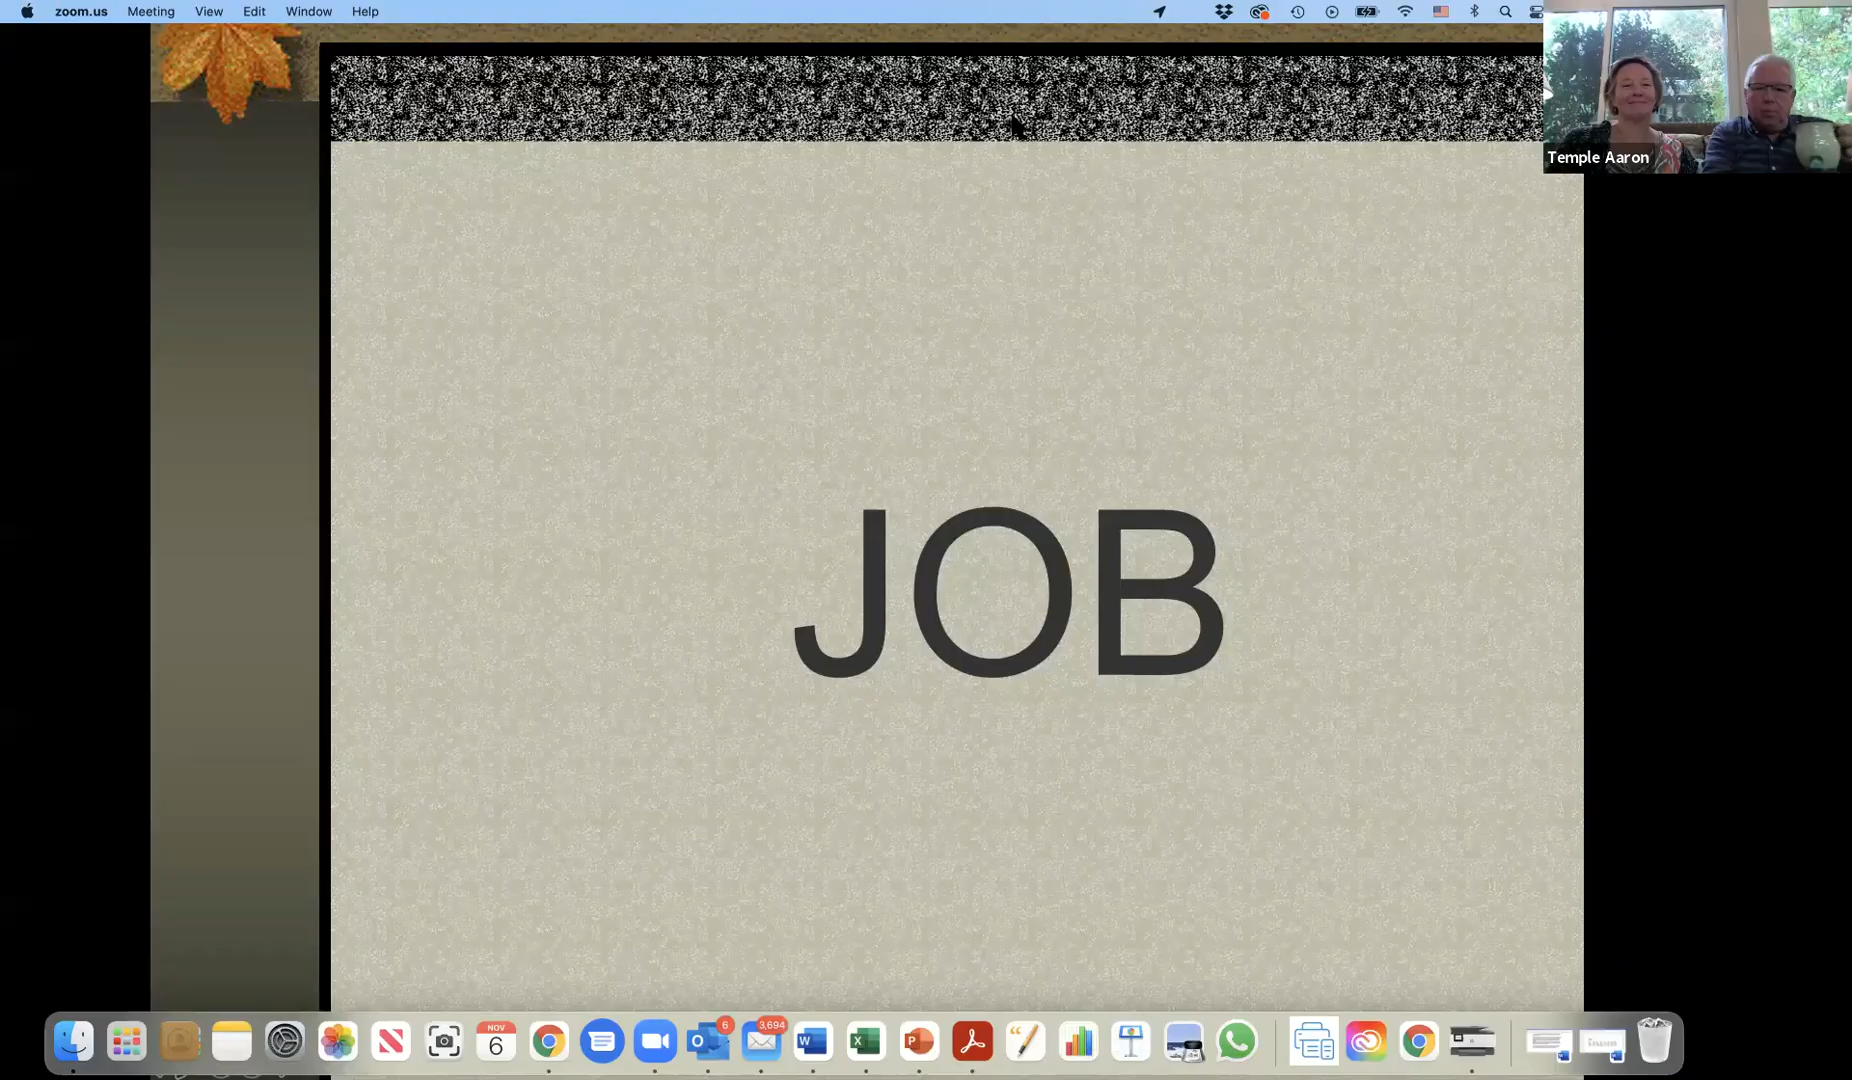 zoom.us Meeting View Edit Window Help
Temple Aaron
JOB
NOV
6
6
3,694
O
W
X
P
W
W